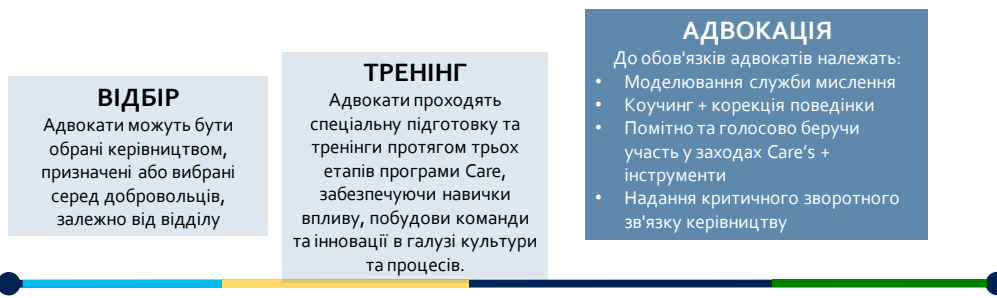 ВІДБІР
Адвокати можуть бути
обрані керівництвом,
призначені або вибрані
серед добровольців,
залежно від відділу
ТРЕНІНГ
Адвокати проходять
спеціальну підготовку та
тренінги протягом трьох
етапів програми Care,
забезпечуючи навички
впливу, побудови команди
та інновації в галузі культури
та процесів.
АДВОКАЦІЯ
До обов'язків адвокатів належать:
• Моделювання служби мислення
• Коучинг + корекція поведінки
• Помітно та голосово беручи
участь у заходах Care’s +
інструменти
• Надання критичного зворотного
зв'язку керівництву